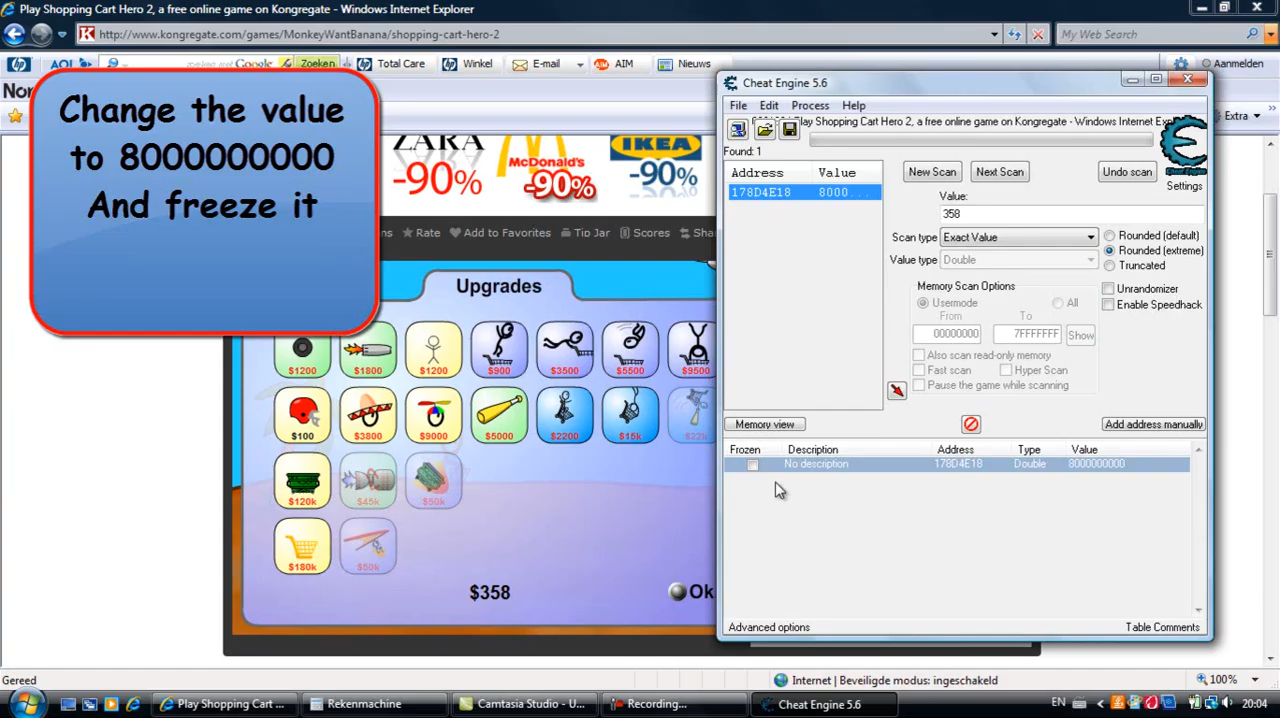 Play Shopping Cart Hero 2, a free online game on Kongregate - Windows Internet Explorer
http://www.kongregate.com/games/MonkeyWantBanana/shopping-cart-hero-2
My Web Search
AOL
Zoeken
Total Care
Winkel
E-mail
AIM
Nieuws
Aanmelden
Extra
Change the value
to 8000000000
And freeze it
ZARA
-90%
McDonald's
-90%
IKEA
-90%
Rate
Add to Favorites
Tip Jar
Scores
Upgrades
$1200
$1800
$1200
$900
$3500
$5500
$9500
$100
$3800
$9000
$5000
$2200
$15k
$22k
$120k
$45k
$50k
$180k
$50k
$358
Ok
Cheat Engine 5.6
File Edit Process Help
Play Shopping Cart Hero 2, a free online game on Kongregate - Windows Internet
Found: 1
Address Value
178D4E18 8000...
New Scan Next Scan Undo scan
Settings
Value:
358
Scan type Exact Value
Value type Double
Rounded (default)
Rounded (extreme)
Truncated
Memory Scan Options
Usermode All
From To
00000000 7FFFFFFF Show
Also scan read-only memory
Fast scan Hyper Scan
Pause the game while scanning
Unrandomizer
Enable Speedhack
Memory view Add address manually
Frozen Description Address Type Value
No description 178D4E18 Double 8000000000
Advanced options Table Comments
Gereed
Internet | Beveiligde modus: ingeschakeld
100%
Play Shopping Cart ...
Rekenmachine
Camtasia Studio - U...
Recording...
Cheat Engine 5.6
EN
20:04